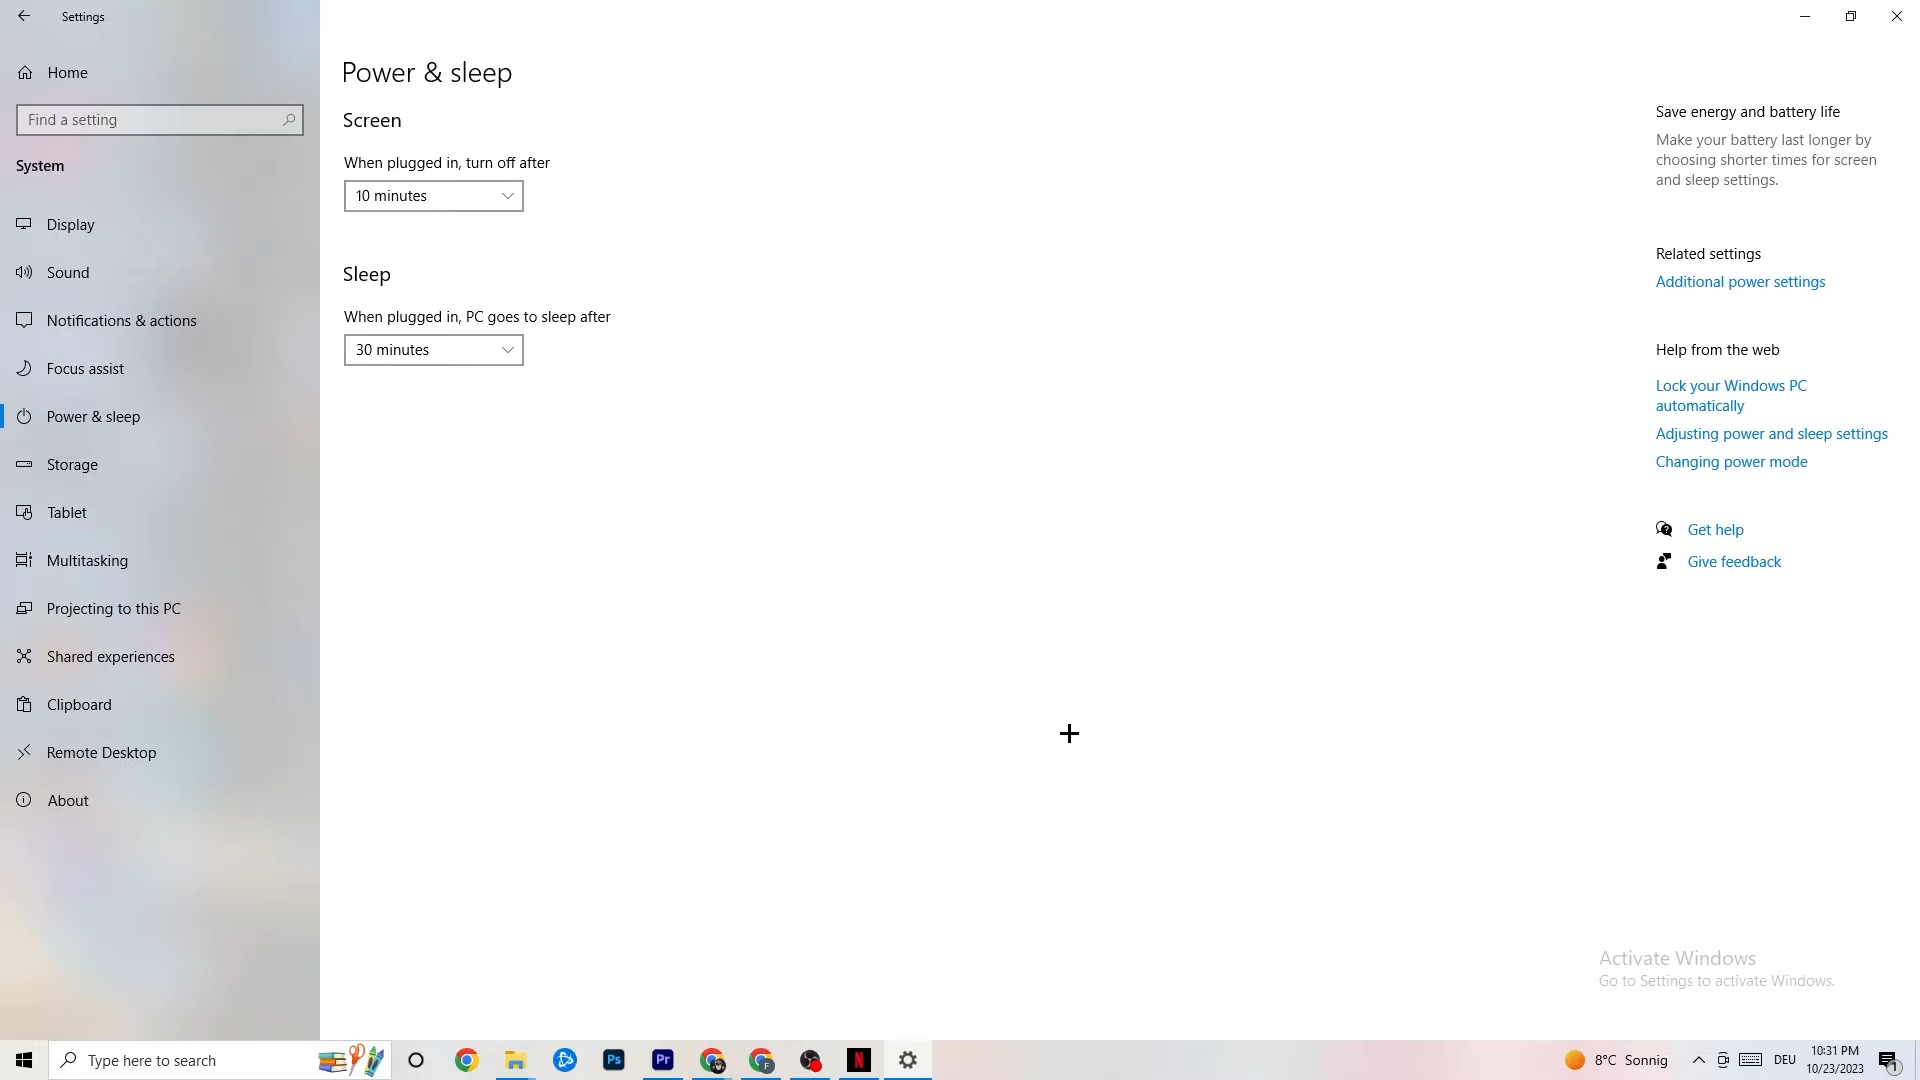 Settings
Home
Find a setting
System
Display
Sound
Notifications & actions
Focus assist
Power & sleep
Storage
Tablet
Multitasking
Projecting to this PC
Shared experiences
Clipboard
Remote Desktop
About
Power & sleep
Screen
When plugged in, turn off after
10 minutes
Sleep
When plugged in, PC goes to sleep after
30 minutes
Save energy and battery life
Make your battery last longer by
choosing shorter times for screen
and sleep settings.
Related settings
Additional power settings
Help from the web
Lock your Windows PC
automatically
Adjusting power and sleep settings
Changing power mode
Get help
Give feedback
Activate Windows
Go to Settings to activate Windows.
Type here to search
Ps
Pr
F
N
8°C Sonnig
DEU
10:31 PM
10/23/2023
1